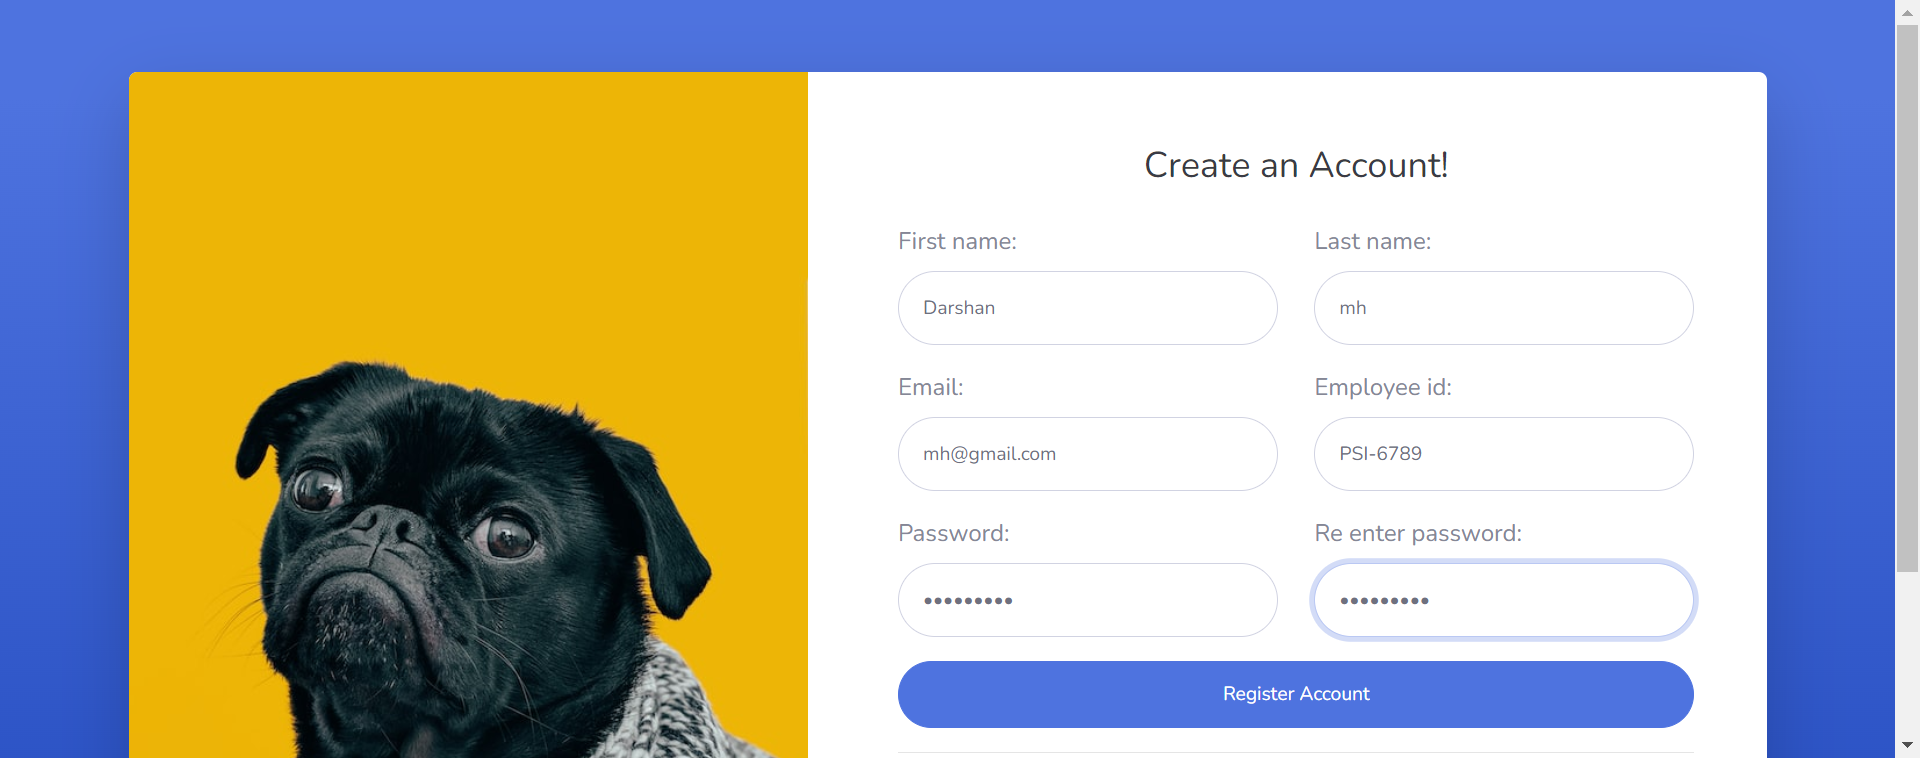 Create an Account!
First name: Last name:
Darshan mh
Email: Employee id:
mh@gmail.com PSI-6789
Password: Re enter password:
••••••••• •••••••••
Register Account